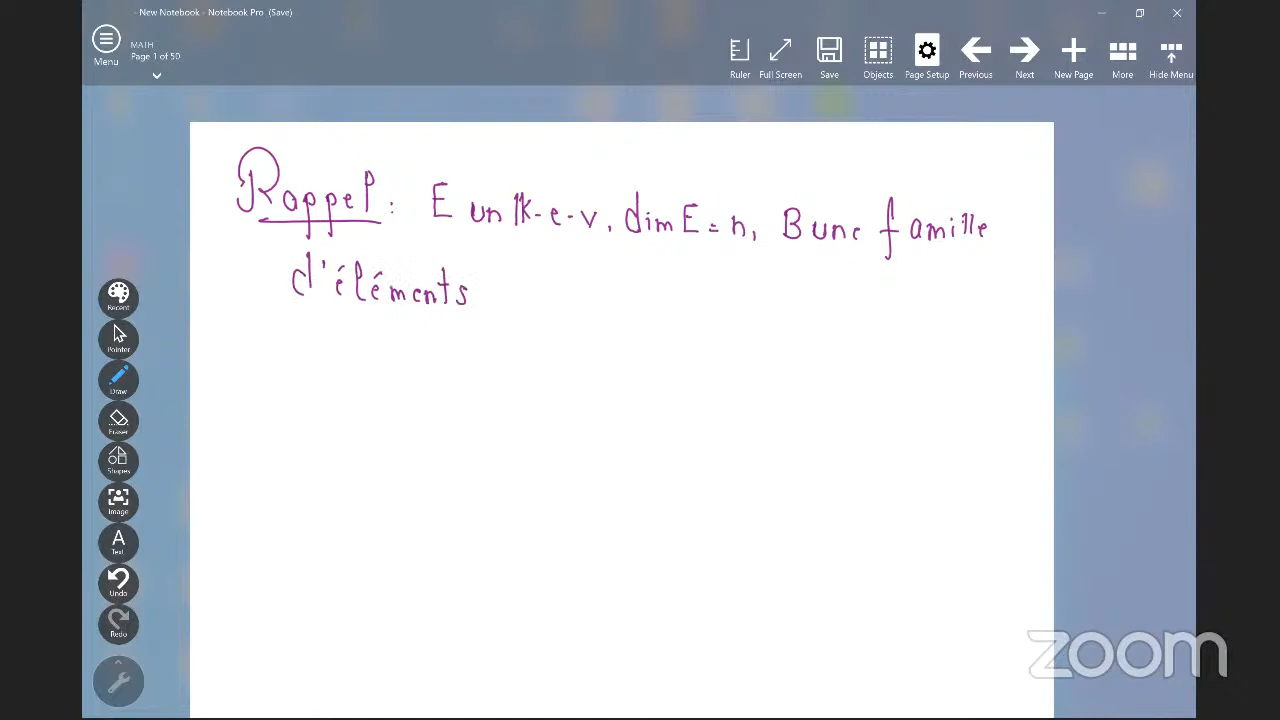 - New Notebook - Notebook Pro (Save)
Menu
MATH
Page 1 of 50
Ruler
Full Screen
Save
Objects
Page Setup
Previous
Next
New Page
More
Hide Menu
Rappel : E un 𝕜-e-v, dim E = n, B une famille
d'éléments
Recent
Pointer
Draw
Eraser
Shapes
Image
A
Text
Undo
Redo
zoom